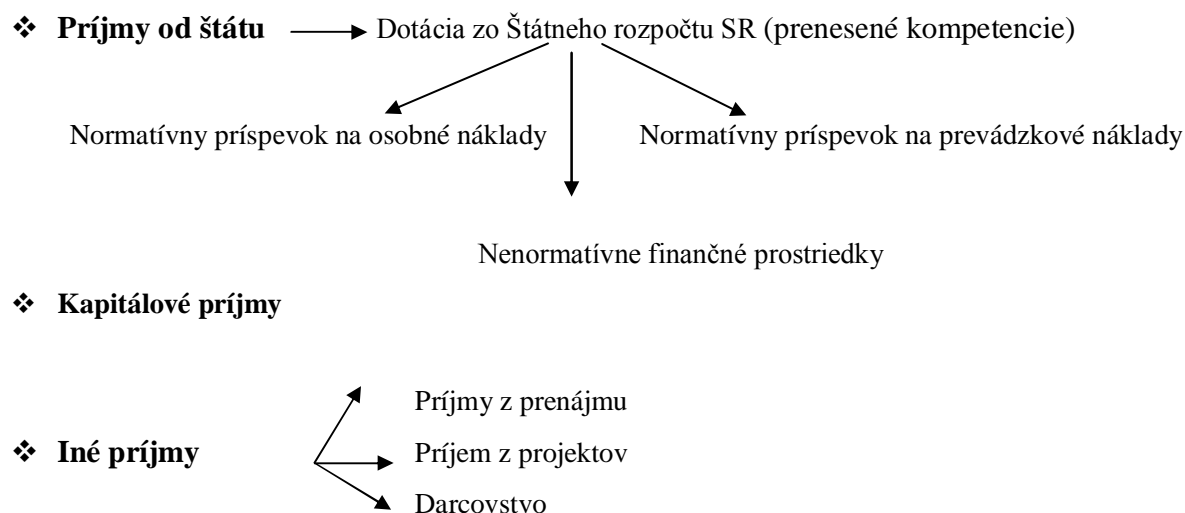 ❖ Príjmy od štátu Dotácia zo Štátneho rozpočtu SR (prenesené kompetencie)
Normatívny príspevok na osobné náklady Normatívny príspevok na prevádzkové náklady
Nenormatívne finančné prostriedky
❖ Kapitálové príjmy
Príjmy z prenájmu
❖ Iné príjmy Príjem z projektov
Darcovstvo